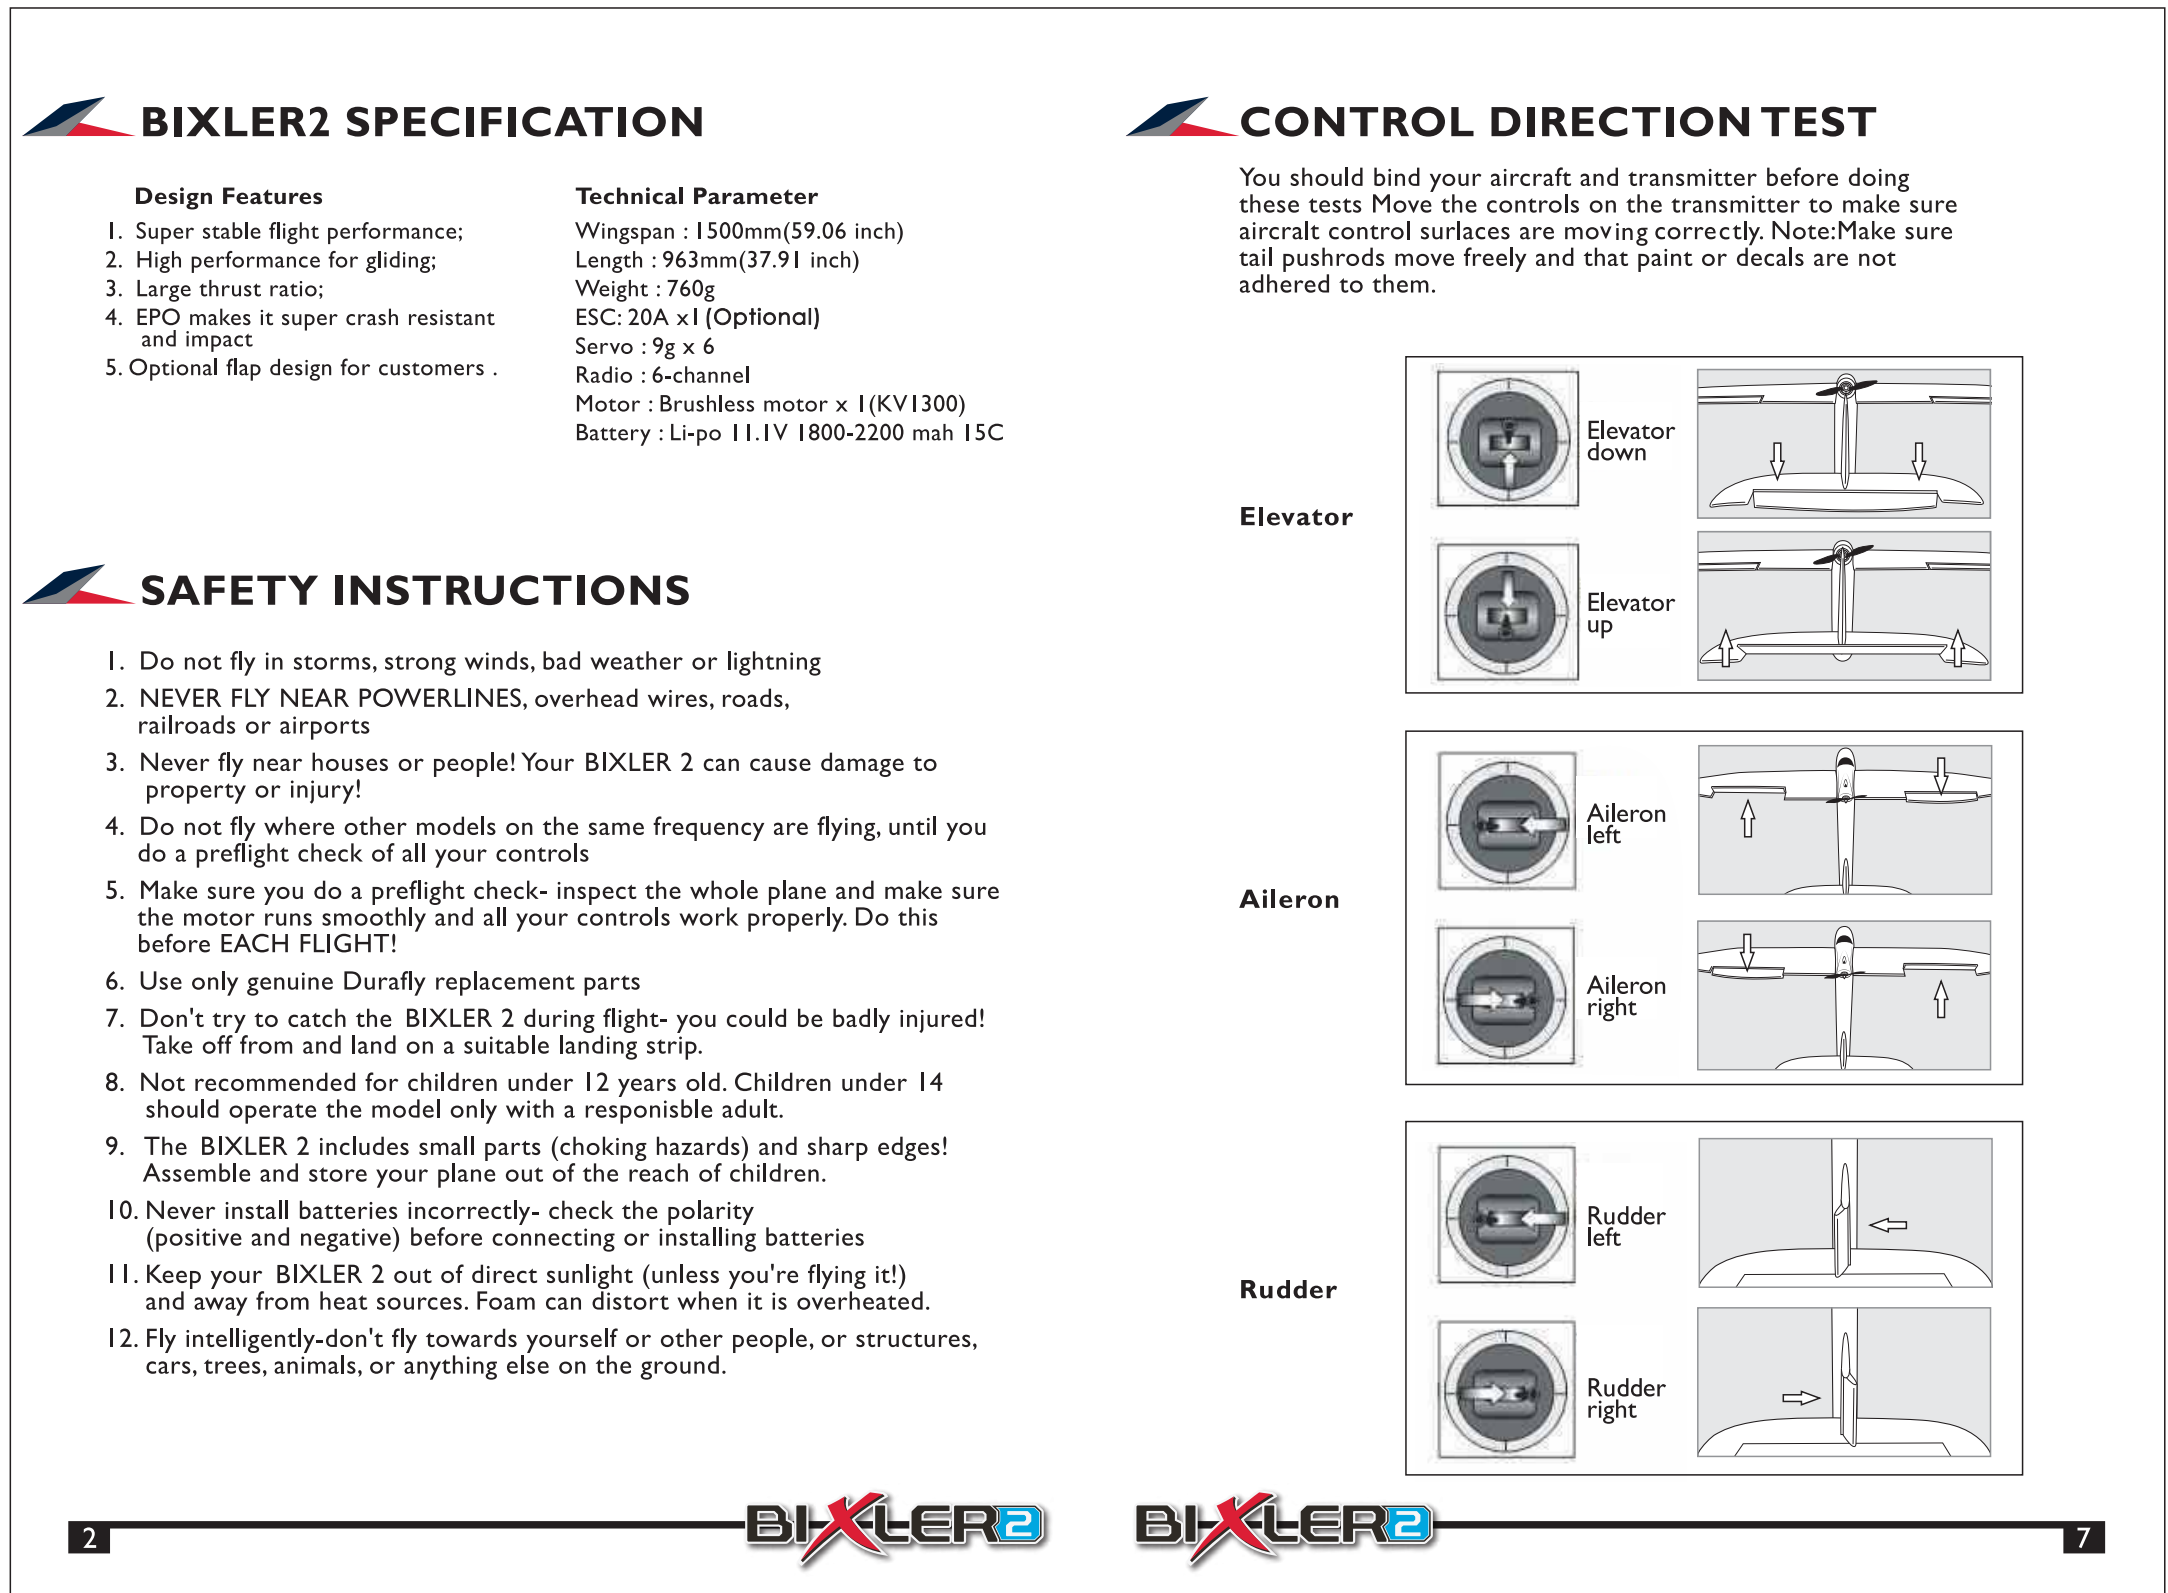 BIXLER2 SPECIFICATION
Design Features
1. Super stable flight performance;
2. High performance for gliding;
3. Large thrust ratio;
4. EPO makes it super crash resistant
and impact
5. Optional flap design for customers .
Technical Parameter
Wingspan : 1500mm(59.06 inch)
Length : 963mm(37.91 inch)
Weight : 760g
ESC: 20A x1 (Optional)
Servo : 9g x 6
Radio : 6-channel
Motor : Brushless motor x 1(KV1300)
Battery : Li-po 11.1V 1800-2200 mah 15C
SAFETY INSTRUCTIONS
1. Do not fly in storms, strong winds, bad weather or lightning
2. NEVER FLY NEAR POWERLINES, overhead wires, roads,
railroads or airports
3. Never fly near houses or people! Your BIXLER 2 can cause damage to
property or injury!
4. Do not fly where other models on the same frequency are flying, until you
do a preflight check of all your controls
5. Make sure you do a preflight check- inspect the whole plane and make sure
the motor runs smoothly and all your controls work properly. Do this
before EACH FLIGHT!
6. Use only genuine Durafly replacement parts
7. Don't try to catch the BIXLER 2 during flight- you could be badly injured!
Take off from and land on a suitable landing strip.
8. Not recommended for children under 12 years old. Children under 14
should operate the model only with a responisble adult.
9. The BIXLER 2 includes small parts (choking hazards) and sharp edges!
Assemble and store your plane out of the reach of children.
10. Never install batteries incorrectly- check the polarity
(positive and negative) before connecting or installing batteries
11. Keep your BIXLER 2 out of direct sunlight (unless you're flying it!)
and away from heat sources. Foam can distort when it is overheated.
12. Fly intelligently-don't fly towards yourself or other people, or structures,
cars, trees, animals, or anything else on the ground.
2
BIXLER2
CONTROL DIRECTION TEST
You should bind your aircraft and transmitter before doing
these tests Move the controls on the transmitter to make sure
aircralt control surlaces are moving correctly. Note:Make sure
tail pushrods move freely and that paint or decals are not
adhered to them.
Elevator
Elevator
down
Elevator
up
Aileron
Aileron
left
Aileron
right
Rudder
Rudder
left
Rudder
right
BIXLER2
7